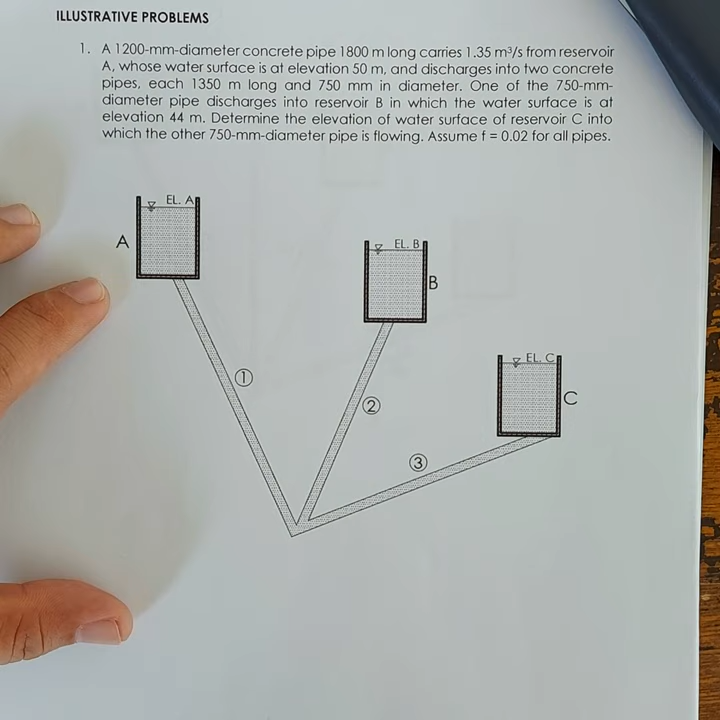 ILLUSTRATIVE PROBLEMS
1. A 1200-mm-diameter concrete pipe 1800 m long carries 1.35 m³/s from reservoir
A, whose water surface is at elevation 50 m, and discharges into two concrete
pipes, each 1350 m long and 750 mm in diameter. One of the 750-mm-
diameter pipe discharges into reservoir B in which the water surface is at
elevation 44 m. Determine the elevation of water surface of reservoir C into
which the other 750-mm-diameter pipe is flowing. Assume f = 0.02 for all pipes.
EL. A
A
EL. B
B
EL. C
C
1
2
3